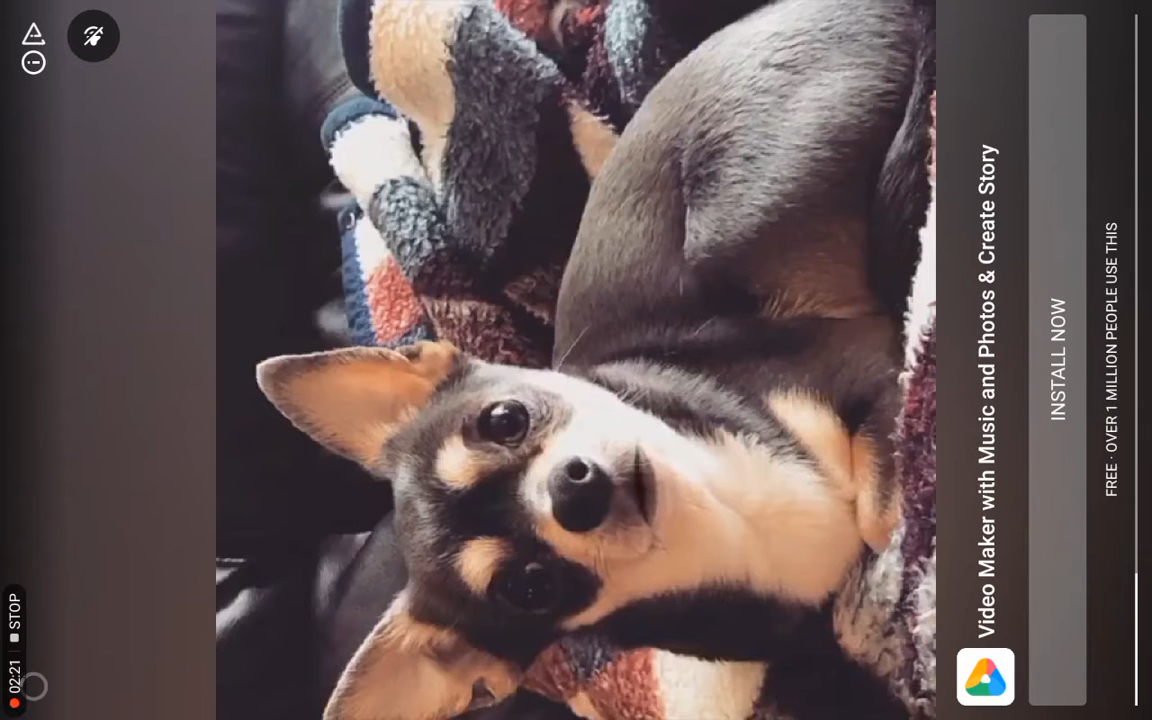 Video Maker with Music and Photos & Create Story
INSTALL NOW
FREE · OVER 1 MILLION PEOPLE USE THIS
02:21 STOP